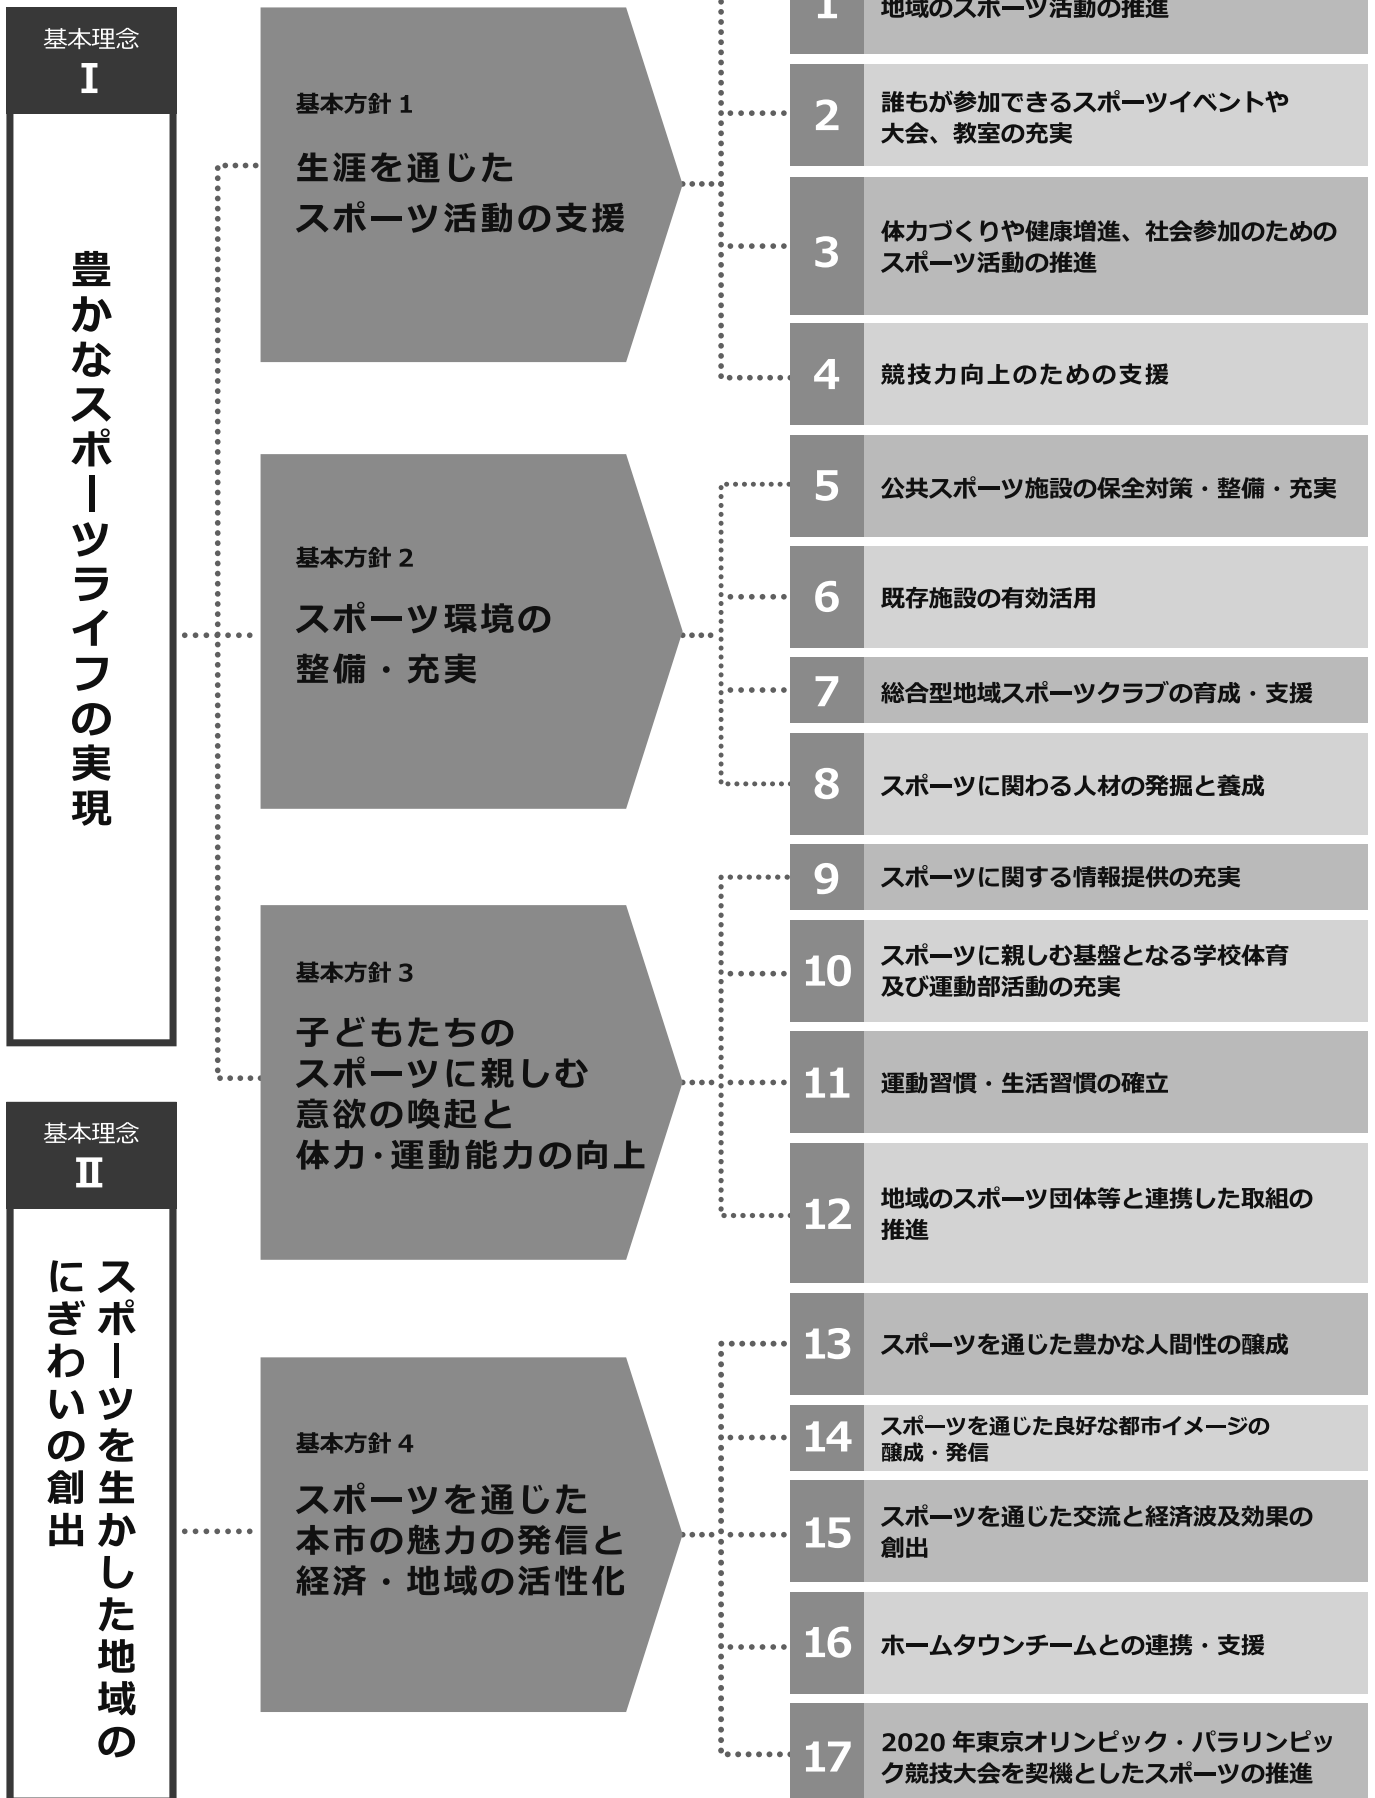 基本理念
Ⅰ
豊かなスポーツライフの実現
基本理念
Ⅱ
スポーツを生かした地域の
にぎわいの創出
基本方針 1
生涯を通じた
スポーツ活動の支援
基本方針 2
スポーツ環境の
整備・充実
基本方針 3
子どもたちの
スポーツに親しむ
意欲の喚起と
体力・運動能力の向上
基本方針 4
スポーツを通じた
本市の魅力の発信と
経済・地域の活性化
1
地域のスポーツ活動の推進
2
誰もが参加できるスポーツイベントや
大会、教室の充実
3
体力づくりや健康増進、社会参加のための
スポーツ活動の推進
4
競技力向上のための支援
5
公共スポーツ施設の保全対策・整備・充実
6
既存施設の有効活用
7
総合型地域スポーツクラブの育成・支援
8
スポーツに関わる人材の発掘と養成
9
スポーツに関する情報提供の充実
10
スポーツに親しむ基盤となる学校体育
及び運動部活動の充実
11
運動習慣・生活習慣の確立
12
地域のスポーツ団体等と連携した取組の
推進
13
スポーツを通じた豊かな人間性の醸成
14
スポーツを通じた良好な都市イメージの
醸成・発信
15
スポーツを通じた交流と経済波及効果の
創出
16
ホームタウンチームとの連携・支援
17
2020 年東京オリンピック・パラリンピッ
ク競技大会を契機としたスポーツの推進